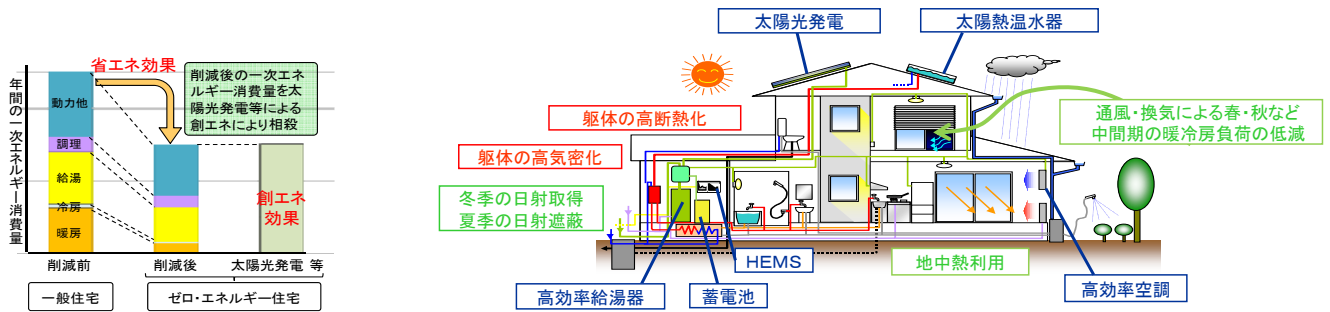 年間の一次エネルギー消費量
省エネ効果
削減後の一次エネ
ルギー消費量を太
陽光発電等による
創エネにより相殺
動力他
調理
給湯
冷房
暖房
創エネ
効果
削減前
削減後
太陽光発電 等
一般住宅
ゼロ・エネルギー住宅
太陽光発電
太陽熱温水器
躯体の高断熱化
通風・換気による春・秋など
中間期の暖冷房負荷の低減
躯体の高気密化
冬季の日射取得
夏季の日射遮蔽
HEMS
地中熱利用
高効率給湯器
蓄電池
高効率空調